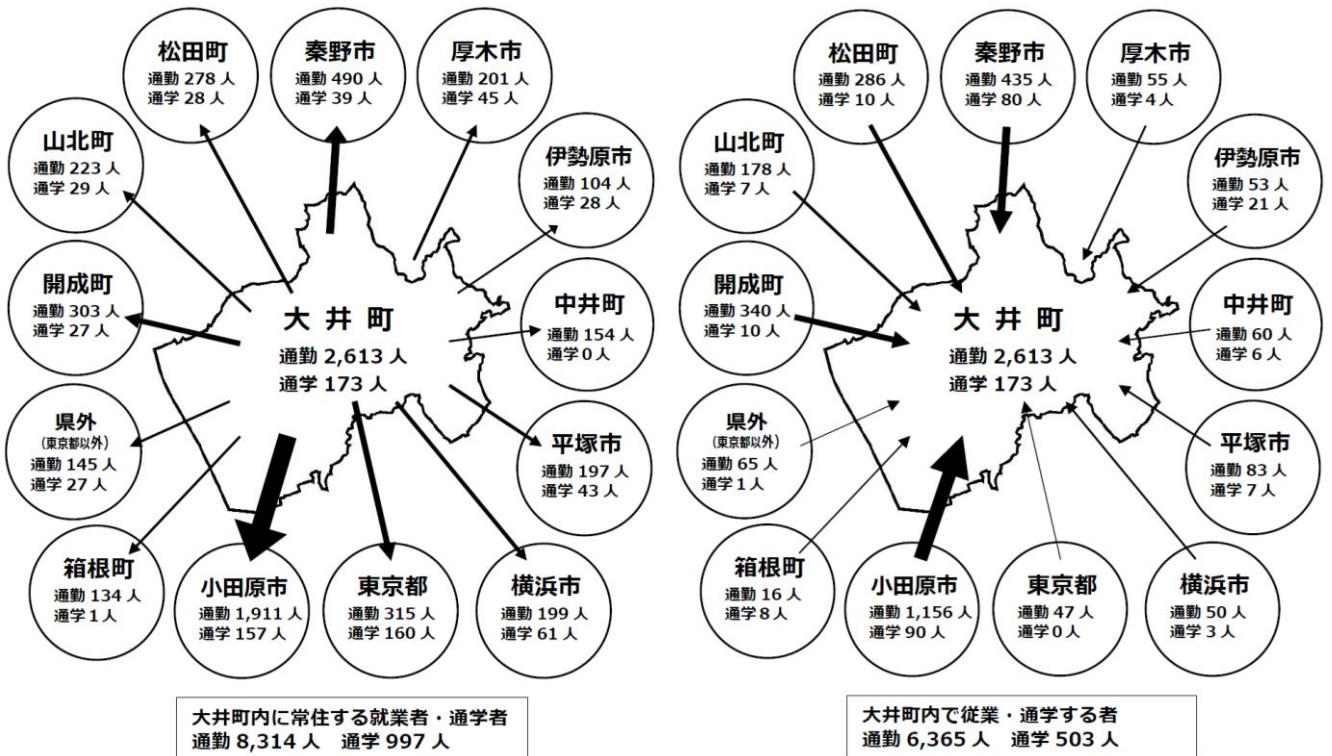 松田町
通勤 278 人
通学 28 人
秦野市
通勤 490 人
通学 39 人
厚木市
通勤 201 人
通学 45 人
山北町
通勤 223 人
通学 29 人
伊勢原市
通勤 104 人
通学 28 人
開成町
通勤 303 人
通学 27 人
大 井 町
通勤 2,613 人
通学 173 人
中井町
通勤 154 人
通学 0 人
県外
(東京都以外)
通勤 145 人
通学 27 人
平塚市
通勤 197 人
通学 43 人
箱根町
通勤 134 人
通学 1 人
小田原市
通勤 1,911 人
通学 157 人
東京都
通勤 315 人
通学 160 人
横浜市
通勤 199 人
通学 61 人
大井町内に常住する就業者・通学者
通勤 8,314 人 通学 997 人
松田町
通勤 286 人
通学 10 人
秦野市
通勤 435 人
通学 80 人
厚木市
通勤 55 人
通学 4 人
山北町
通勤 178 人
通学 7 人
伊勢原市
通勤 53 人
通学 21 人
開成町
通勤 340 人
通学 10 人
大 井 町
通勤 2,613 人
通学 173 人
中井町
通勤 60 人
通学 6 人
県外
(東京都以外)
通勤 65 人
通学 1 人
平塚市
通勤 83 人
通学 7 人
箱根町
通勤 16 人
通学 8 人
小田原市
通勤 1,156 人
通学 90 人
東京都
通勤 47 人
通学 0 人
横浜市
通勤 50 人
通学 3 人
大井町内で従業・通学する者
通勤 6,365 人 通学 503 人